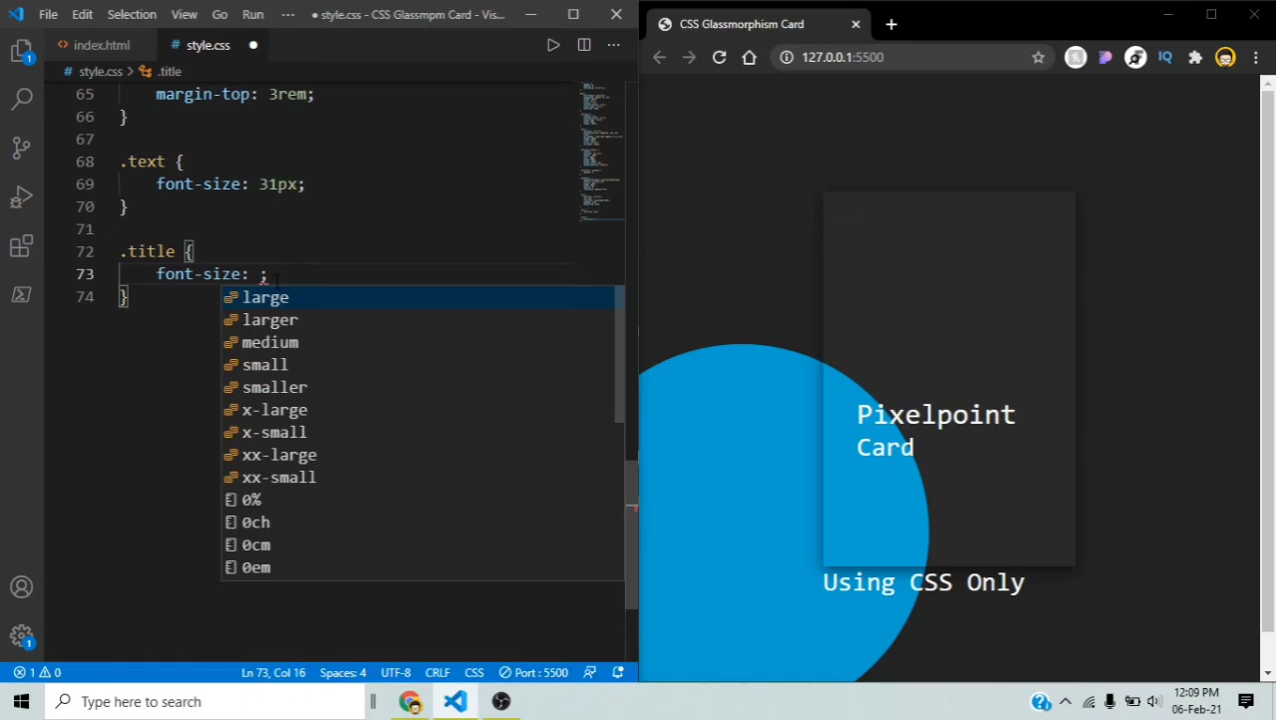 File Edit Selection View Go Run ··· ● style.css - CSS Glassmpm Card - Vis...
index.html # style.css ●
# style.css > .title
65 margin-top: 3rem;
66 }
67
68 .text {
69 font-size: 31px;
70 }
71
72 .title {
73 font-size: ;
74 }
large
larger
medium
small
smaller
x-large
x-small
xx-large
xx-small
0%
0ch
0cm
0em
1
1
1 0 Ln 73, Col 16 Spaces: 4 UTF-8 CRLF CSS Port : 5500
CSS Glassmorphism Card
127.0.0.1:5500
IQ
Pixelpoint
Card
Using CSS Only
Type here to search
12:09 PM
06-Feb-21